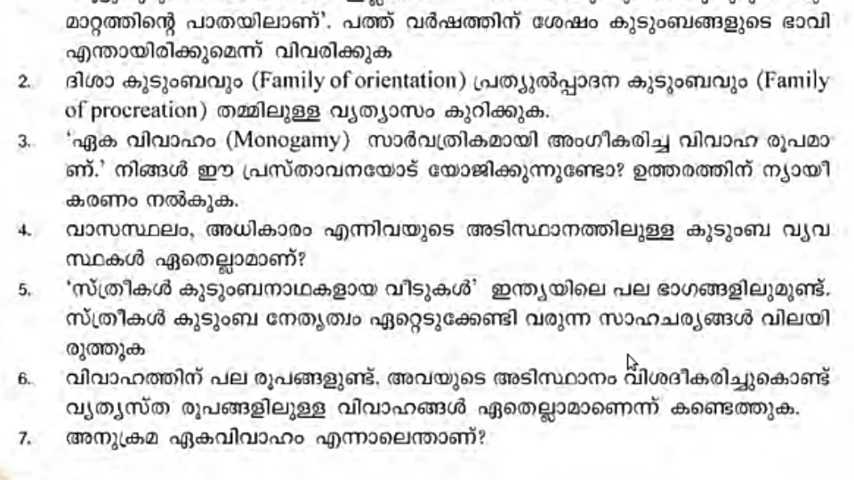 മാറ്റത്തിന്റെ പാതയിലാണ്'. പത്ത് വർഷത്തിന് ശേഷം കുടുംബങ്ങളുടെ ഭാവി
എന്തായിരിക്കുമെന്ന് വിവരിക്കുക
2. ദിശാ കുടുംബവും (Family of orientation) പ്രത്യുൽപ്പാദന കുടുംബവും (Family
of procreation) തമ്മിലുള്ള വ്യത്യാസം കുറിക്കുക.
3. 'ഏക വിവാഹം (Monogamy) സാർവത്രികമായി അംഗീകരിച്ച വിവാഹ രൂപമാ
ണ്.' നിങ്ങൾ ഈ പ്രസ്താവനയോട് യോജിക്കുന്നുണ്ടോ? ഉത്തരത്തിന് ന്യായീ
കരണം നൽകുക.
4. വാസസ്ഥലം, അധികാരം എന്നിവയുടെ അടിസ്ഥാനത്തിലുള്ള കുടുംബ വ്യവ
സ്ഥകൾ ഏതെല്ലാമാണ്?
5. 'സ്ത്രീകൾ കുടുംബനാഥകളായ വീടുകൾ' ഇന്ത്യയിലെ പല ഭാഗങ്ങളിലുമുണ്ട്.
സ്ത്രീകൾ കുടുംബ നേതൃത്വം ഏറ്റെടുക്കേണ്ടി വരുന്ന സാഹചര്യങ്ങൾ വിലയി
രുത്തുക
6. വിവാഹത്തിന് പല രൂപങ്ങളുണ്ട്. അവയുടെ അടിസ്ഥാനം വിശദീകരിച്ചുകൊണ്ട്
വ്യത്യസ്ത രൂപങ്ങളിലുള്ള വിവാഹങ്ങൾ ഏതെല്ലാമാണെന്ന് കണ്ടെത്തുക.
7. അനുക്രമ ഏകവിവാഹം എന്നാലെന്താണ്?